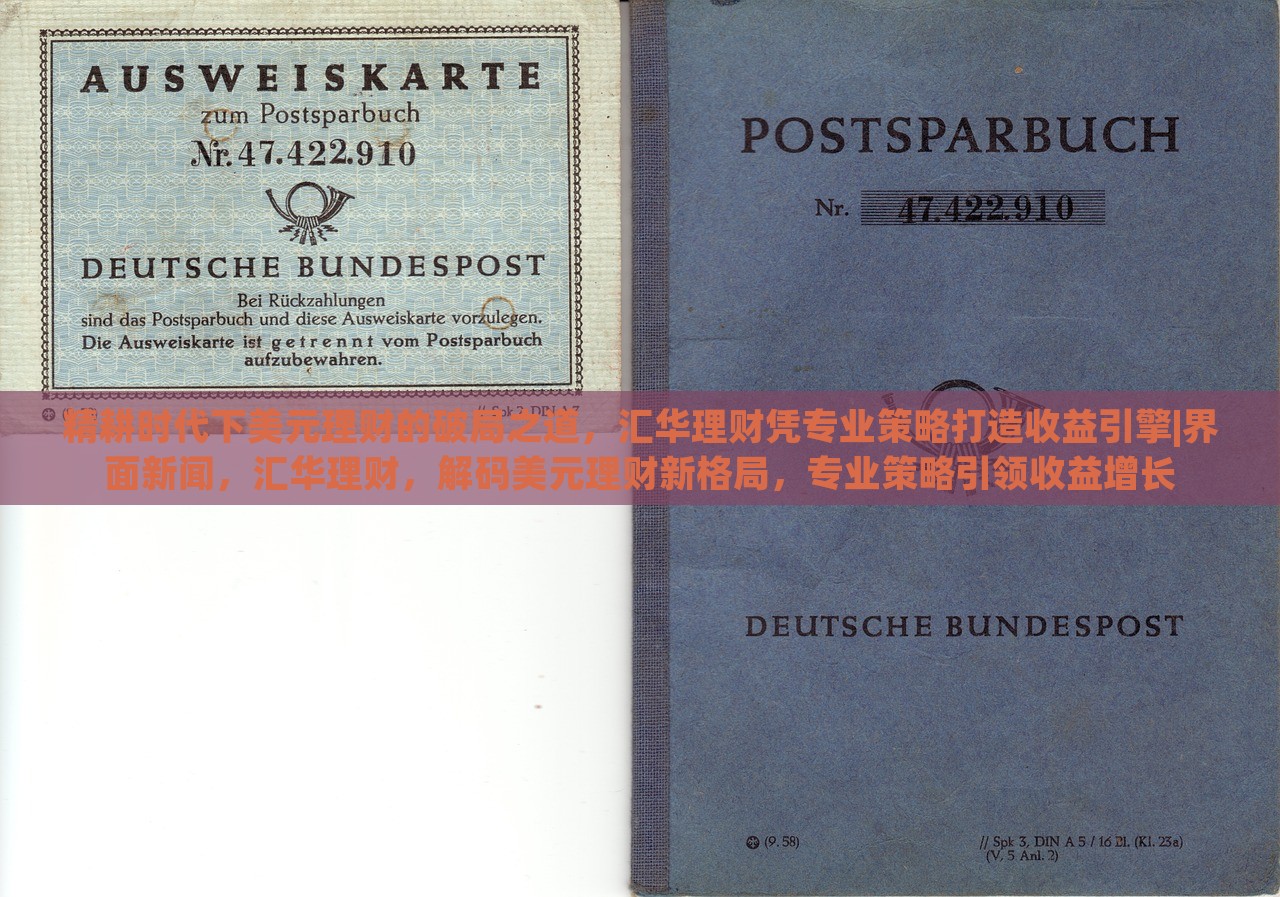 AUSWEISKARTE
zum Postsparbuch
Nr. 47.422.910
DEUTSCHE BUNDESPOST
Bei Rückzahlungen
sind das Postsparbuch und diese Ausweiskarte vorzulegen.
Die Ausweiskarte ist getrennt vom Postsparbuch
aufzubewahren.
// Spk 3, DIN A 7
POSTSPARBUCH
Nr. 47.422.910
精耕时代下美元理财的破局之道，汇华理财凭专业策略打造收益引擎|界
面新闻，汇华理财，解码美元理财新格局，专业策略引领收益增长
DEUTSCHE BUNDESPOST
(9. 58)
// Spk 3, DIN A 5 / 16 Bl. (Kl. 23a)
(V, 5 Anl. 2)